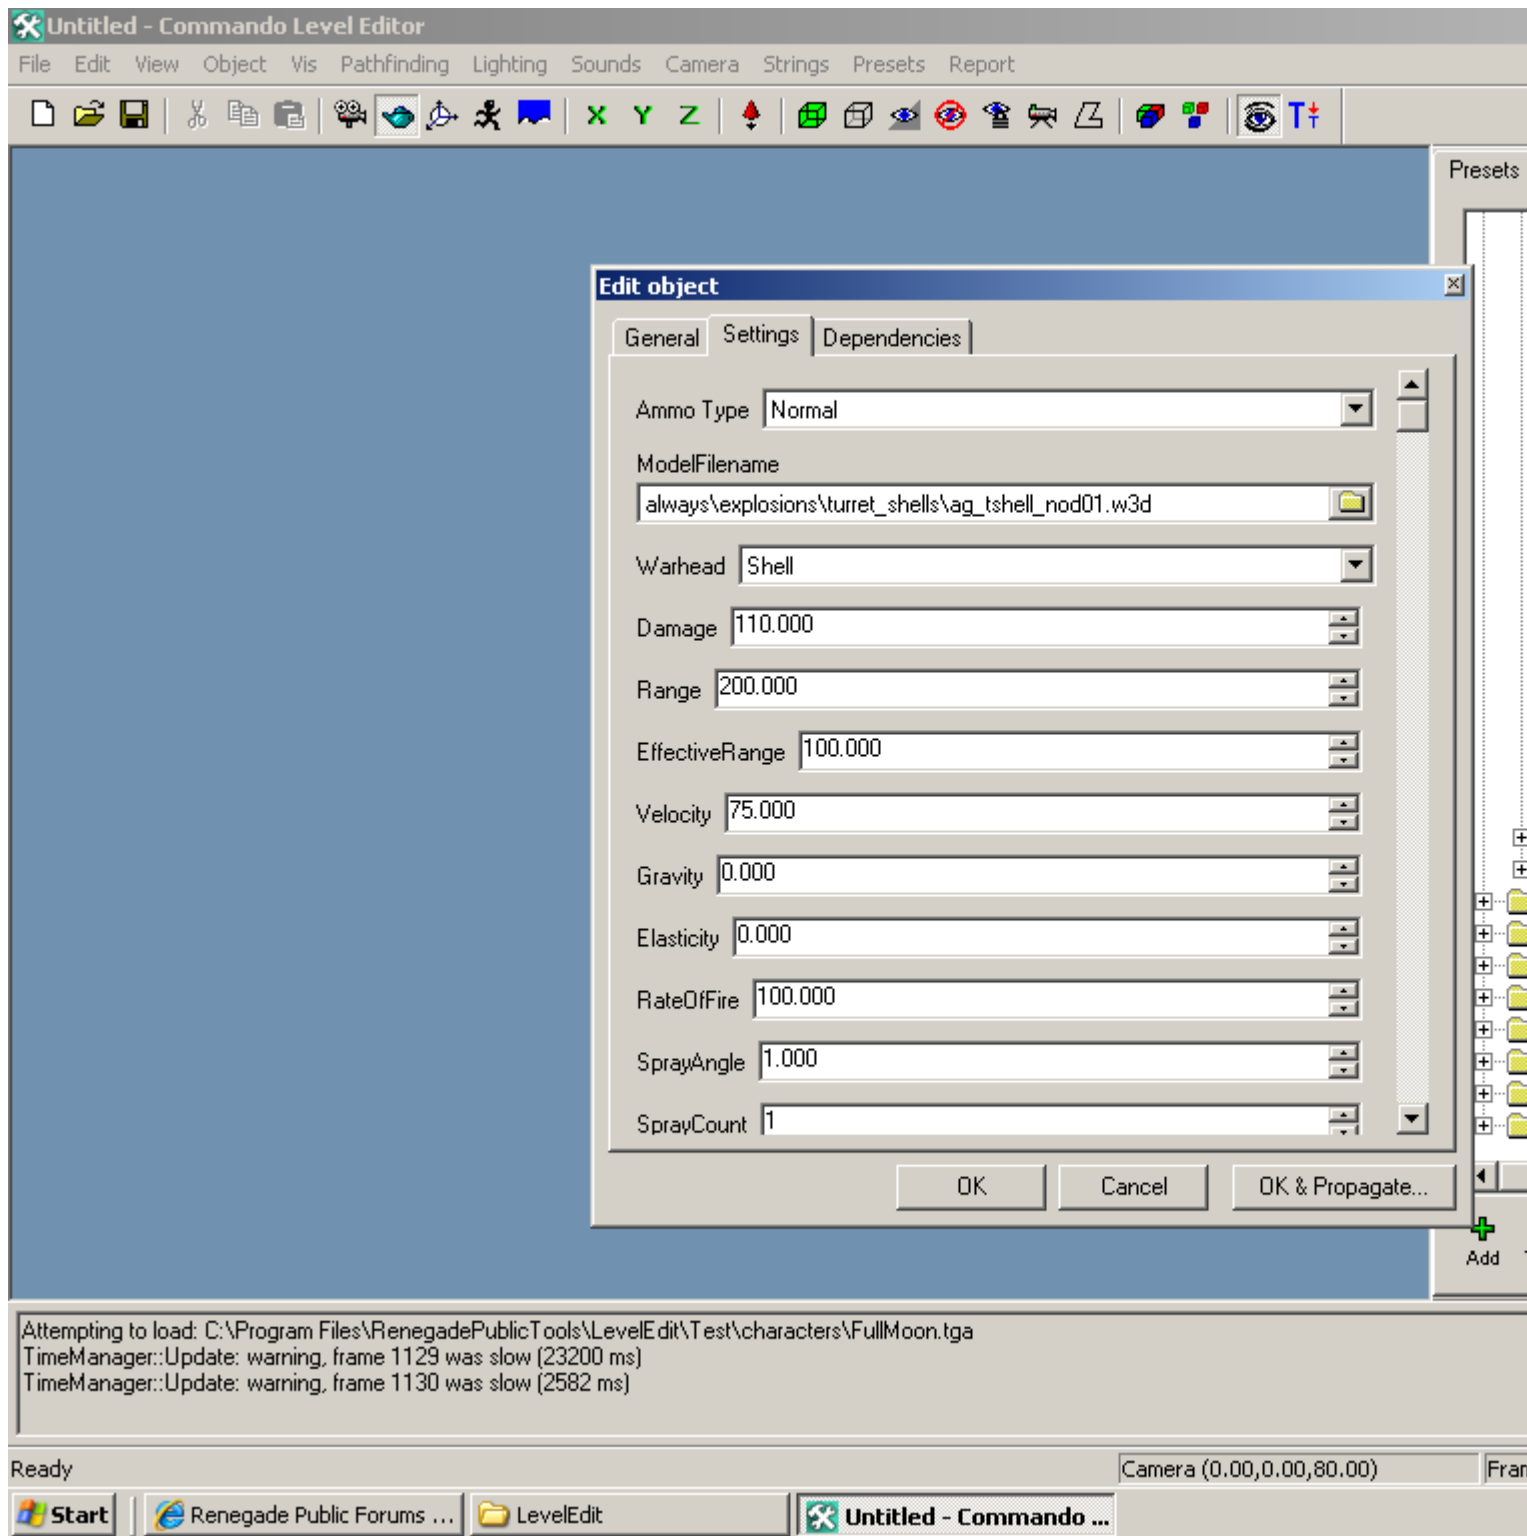 Untitled - Commando Level Editor
File Edit View Object Vis Pathfinding Lighting Sounds Camera Strings Presets Report
X Y Z T
Presets
Edit object
General Settings Dependencies
Ammo Type Normal
ModelFilename
always\explosions\turret_shells\ag_tshell_nod01.w3d
Warhead Shell
Damage 110.000
Range 200.000
EffectiveRange 100.000
Velocity 75.000
Gravity 0.000
Elasticity 0.000
RateOfFire 100.000
SprayAngle 1.000
SprayCount 1
OK Cancel OK & Propagate...
Add
Attempting to load: C:\Program Files\RenegadePublicTools\LevelEdit\Test\characters\FullMoon.tga
TimeManager::Update: warning, frame 1129 was slow (23200 ms)
TimeManager::Update: warning, frame 1130 was slow (2582 ms)
Ready Camera (0.00,0.00,80.00) Fran
Start Renegade Public Forums ... LevelEdit Untitled - Commando ...